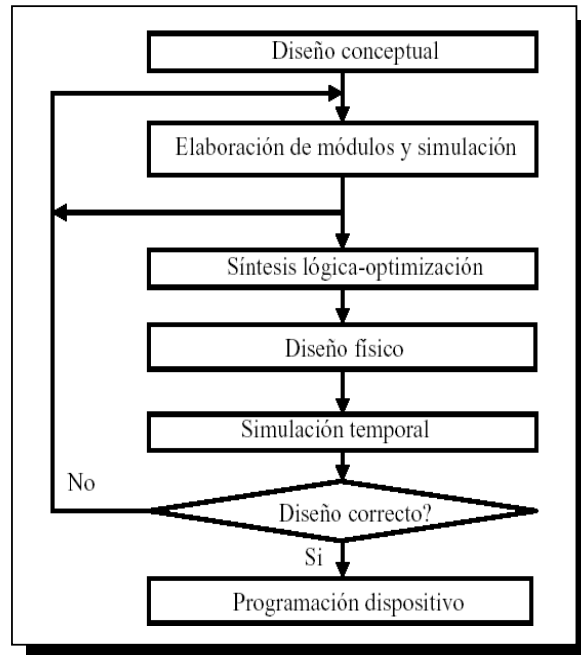 Diseño conceptual
Elaboración de módulos y simulación
Síntesis lógica-optimización
Diseño físico
Simulación temporal
No
Diseño correcto?
Si
Programación dispositivo